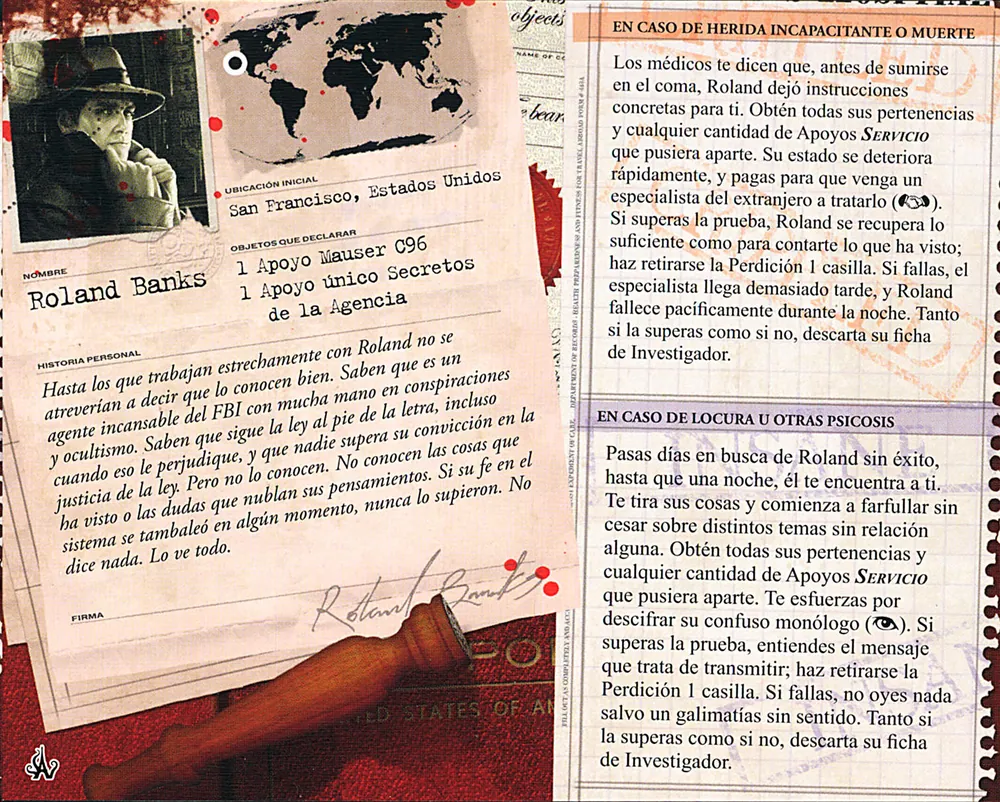 UBICACIÓN INICIAL
San Francisco, Estados Unidos
OBJETOS QUE DECLARAR
1 Apoyo Mauser C96
1 Apoyo único Secretos
de la Agencia
NOMBRE
Roland Banks
HISTORIA PERSONAL
Hasta los que trabajan estrechamente con Roland no se
atreverían a decir que lo conocen bien. Saben que es un
agente incansable del FBI con mucha mano en conspiraciones
y ocultismo. Saben que sigue la ley al pie de la letra, incluso
cuando eso le perjudique, y que nadie supera su convicción en la
justicia de la ley. Pero no lo conocen. No conocen las cosas que
ha visto o las dudas que nublan sus pensamientos. Si su fe en el
sistema se tambaleó en algún momento, nunca lo supieron. No
dice nada. Lo ve todo.
FIRMA
Roland Banks
STATES OF AM
objects
EN CASO DE HERIDA INCAPACITANTE O MUERTE
Los médicos te dicen que, antes de sumirse
en el coma, Roland dejó instrucciones
concretas para ti. Obtén todas sus pertenencias
y cualquier cantidad de Apoyos SERVICIO
que pusiera aparte. Su estado se deteriora
rápidamente, y pagas para que venga un
especialista del extranjero a tratarlo ( ).
Si superas la prueba, Roland se recupera lo
suficiente como para contarte lo que ha visto;
haz retirarse la Perdición 1 casilla. Si fallas, el
especialista llega demasiado tarde, y Roland
fallece pacíficamente durante la noche. Tanto
si la superas como si no, descarta su ficha
de Investigador.
EN CASO DE LOCURA U OTRAS PSICOSIS
Pasas días en busca de Roland sin éxito,
hasta que una noche, él te encuentra a ti.
Te tira sus cosas y comienza a farfullar sin
cesar sobre distintos temas sin relación
alguna. Obtén todas sus pertenencias y
cualquier cantidad de Apoyos SERVICIO
que pusiera aparte. Te esfuerzas por
descifrar su confuso monólogo ( ). Si
superas la prueba, entiendes el mensaje
que trata de transmitir; haz retirarse la
Perdición 1 casilla. Si fallas, no oyes nada
salvo un galimatías sin sentido. Tanto si
la superas como si no, descarta su ficha
de Investigador.